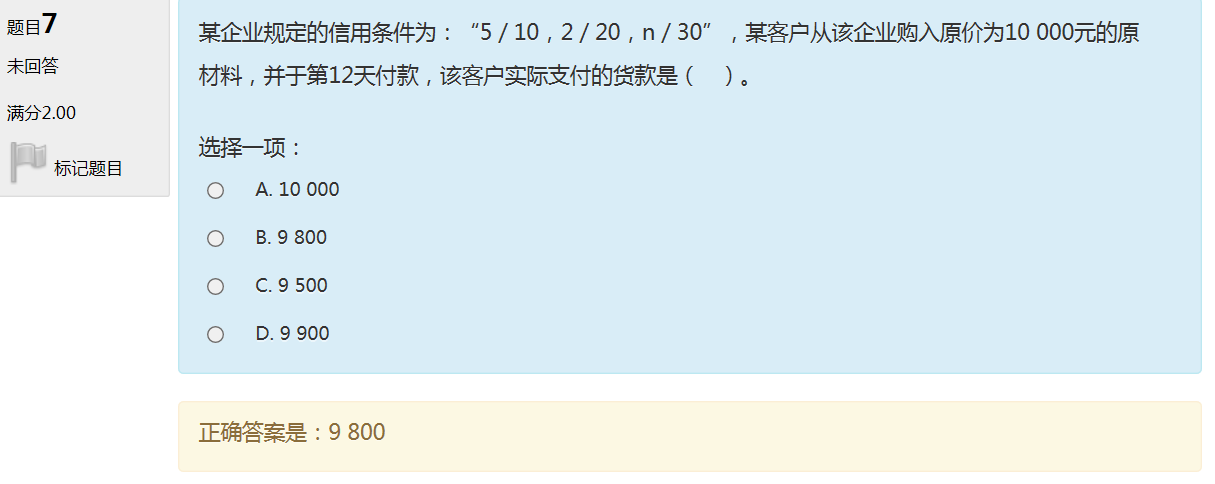 题目7
未回答
满分2.00
标记题目
某企业规定的信用条件为：“5 / 10，2 / 20，n / 30”，某客户从该企业购入原价为10 000元的原
材料，并于第12天付款，该客户实际支付的货款是（ ）。
选择一项：
A. 10 000
B. 9 800
C. 9 500
D. 9 900
正确答案是：9 800